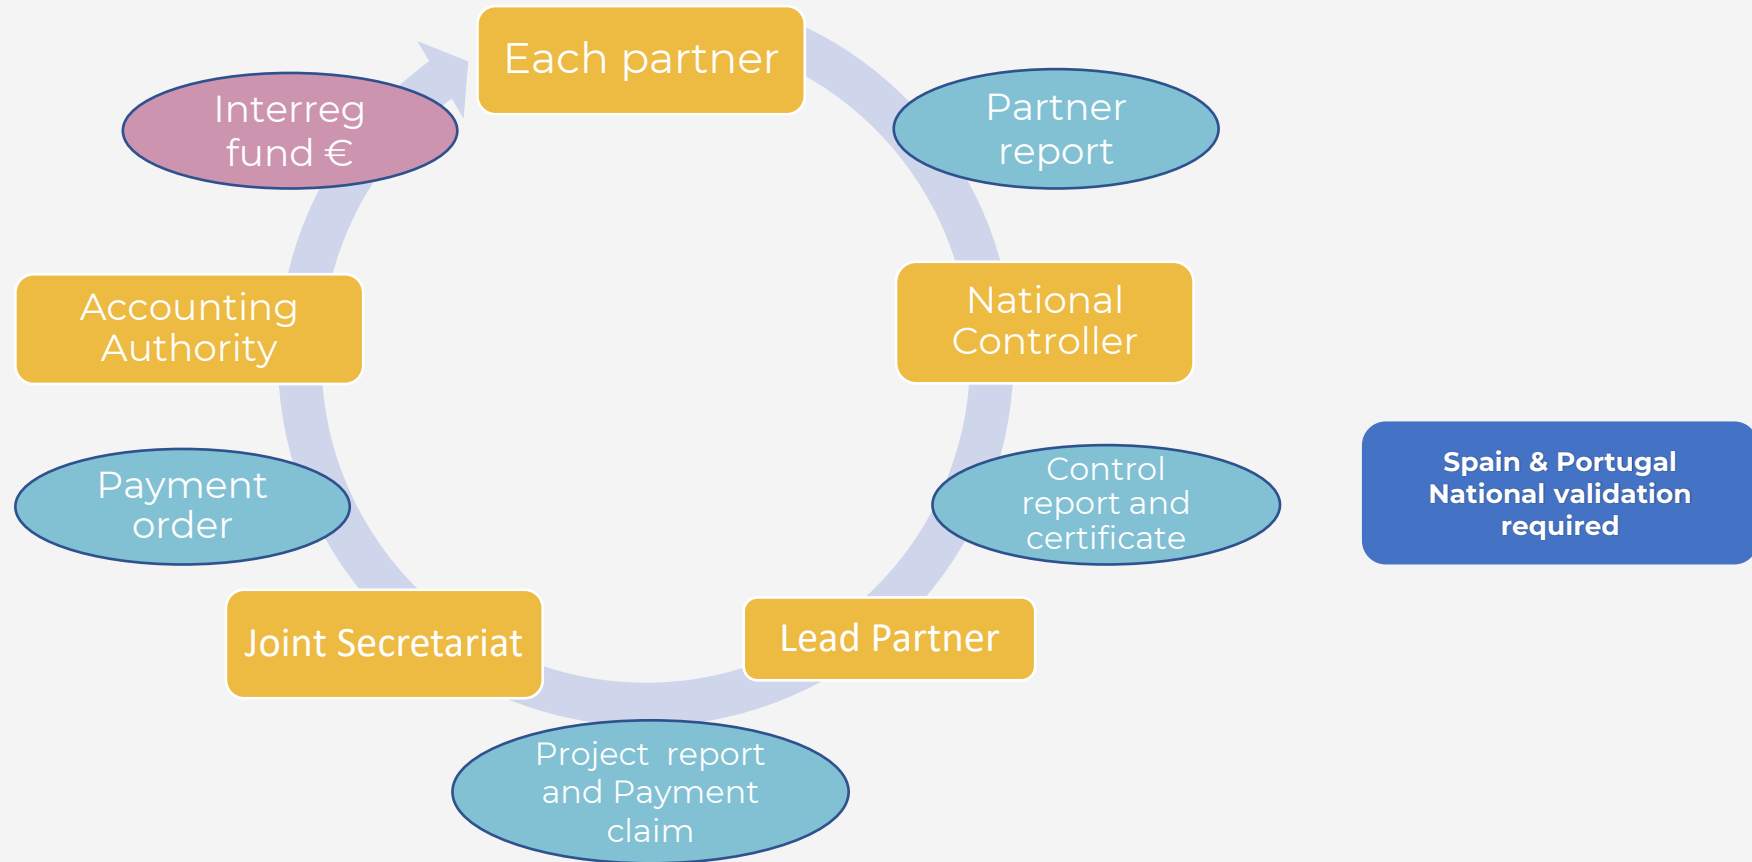 Each partner
Partner
report
National
Controller
Control
report and
certificate
Spain & Portugal
National validation
required
Lead Partner
Project report
and Payment
claim
Joint Secretariat
Payment
order
Accounting
Authority
Interreg
fund €